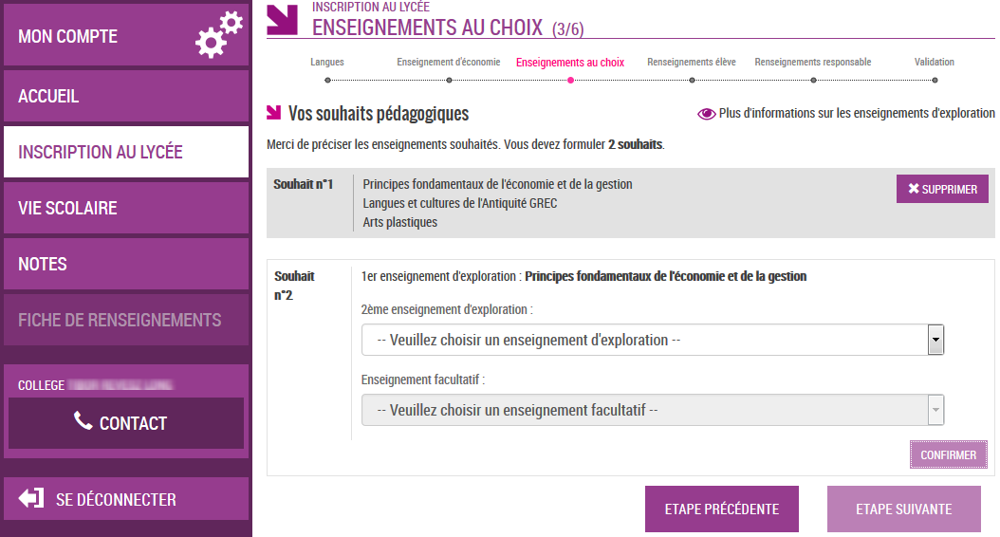 MON COMPTE
ACCUEIL
INSCRIPTION AU LYCÉE
VIE SCOLAIRE
NOTES
FICHE DE RENSEIGNEMENTS
COLLEGE
CONTACT
SE DÉCONNECTER
INSCRIPTION AU LYCÉE
ENSEIGNEMENTS AU CHOIX (3/6)
Langues Enseignement d'économie Enseignements au choix Renseignements élève Renseignements responsable Validation
Vos souhaits pédagogiques
Plus d'informations sur les enseignements d'exploration
Merci de préciser les enseignements souhaités. Vous devez formuler 2 souhaits.
Souhait n°1
Principes fondamentaux de l'économie et de la gestion
Langues et cultures de l'Antiquité GREC
Arts plastiques
SUPPRIMER
Souhait
n°2
1er enseignement d'exploration : Principes fondamentaux de l'économie et de la gestion
2ème enseignement d'exploration :
-- Veuillez choisir un enseignement d'exploration --
Enseignement facultatif :
-- Veuillez choisir un enseignement facultatif --
CONFIRMER
ETAPE PRÉCÉDENTE
ETAPE SUIVANTE